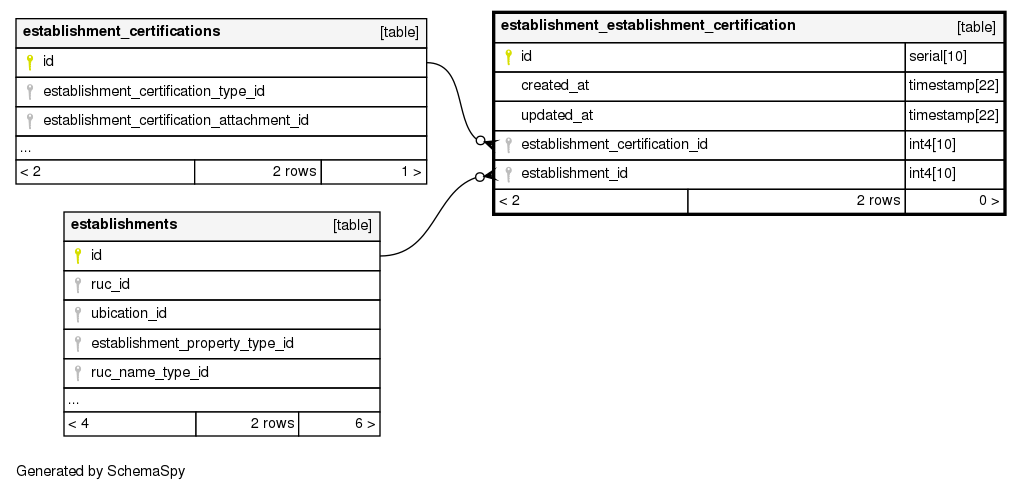 establishment_certifications [table]
id
establishment_certification_type_id
establishment_certification_attachment_id
...
< 2 2 rows 1 >
establishment_establishment_certification [table]
id serial[10]
created_at timestamp[22]
updated_at timestamp[22]
establishment_certification_id int4[10]
establishment_id int4[10]
< 2 2 rows 0 >
establishments [table]
id
ruc_id
ubication_id
establishment_property_type_id
ruc_name_type_id
...
< 4 2 rows 6 >
Generated by SchemaSpy